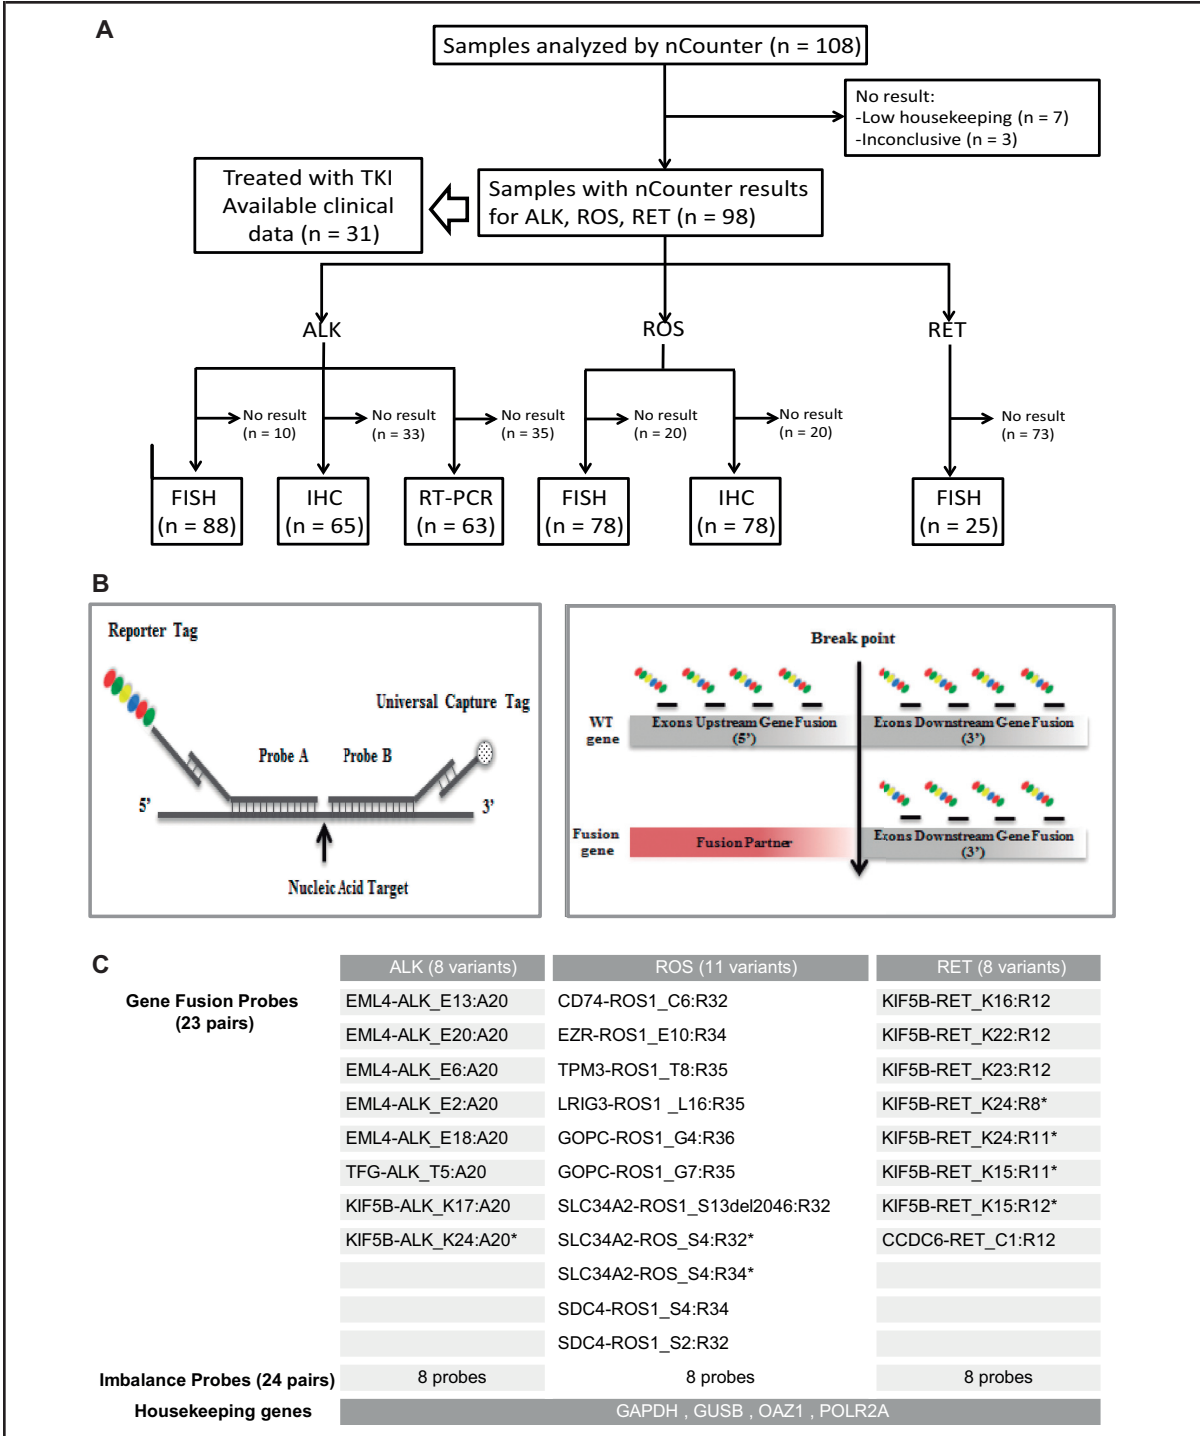 A
Samples analyzed by nCounter (n = 108)
No result:
-Low housekeeping (n = 7)
-Inconclusive (n = 3)
Treated with TKI
Available clinical
data (n = 31)
Samples with nCounter results
for ALK, ROS, RET (n = 98)
ALK
ROS
RET
No result
(n = 10)
No result
(n = 33)
No result
(n = 35)
No result
(n = 20)
No result
(n = 20)
No result
(n = 73)
FISH
(n = 88)
IHC
(n = 65)
RT-PCR
(n = 63)
FISH
(n = 78)
IHC
(n = 78)
FISH
(n = 25)
B
Reporter Tag
Universal Capture Tag
Probe A
Probe B
5’
3’
Nucleic Acid Target
Break point
WT
gene
Exons Upstream Gene Fusion
(5’)
Exons Downstream Gene Fusion
(3’)
Fusion
gene
Fusion Partner
Exons Downstream Gene Fusion
(3’)
C
ALK (8 variants) ROS (11 variants) RET (8 variants)
Gene Fusion Probes
(23 pairs)
EML4-ALK_E13:A20 CD74-ROS1_C6:R32 KIF5B-RET_K16:R12
EML4-ALK_E20:A20 EZR-ROS1_E10:R34 KIF5B-RET_K22:R12
EML4-ALK_E6:A20 TPM3-ROS1_T8:R35 KIF5B-RET_K23:R12
EML4-ALK_E2:A20 LRIG3-ROS1 _L16:R35 KIF5B-RET_K24:R8*
EML4-ALK_E18:A20 GOPC-ROS1_G4:R36 KIF5B-RET_K24:R11*
TFG-ALK_T5:A20 GOPC-ROS1_G7:R35 KIF5B-RET_K15:R11*
KIF5B-ALK_K17:A20 SLC34A2-ROS1_S13del2046:R32 KIF5B-RET_K15:R12*
KIF5B-ALK_K24:A20* SLC34A2-ROS_S4:R32* CCDC6-RET_C1:R12
SLC34A2-ROS_S4:R34*
SDC4-ROS1_S4:R34
SDC4-ROS1_S2:R32
Imbalance Probes (24 pairs) 8 probes 8 probes 8 probes
Housekeeping genes GAPDH , GUSB , OAZ1 , POLR2A